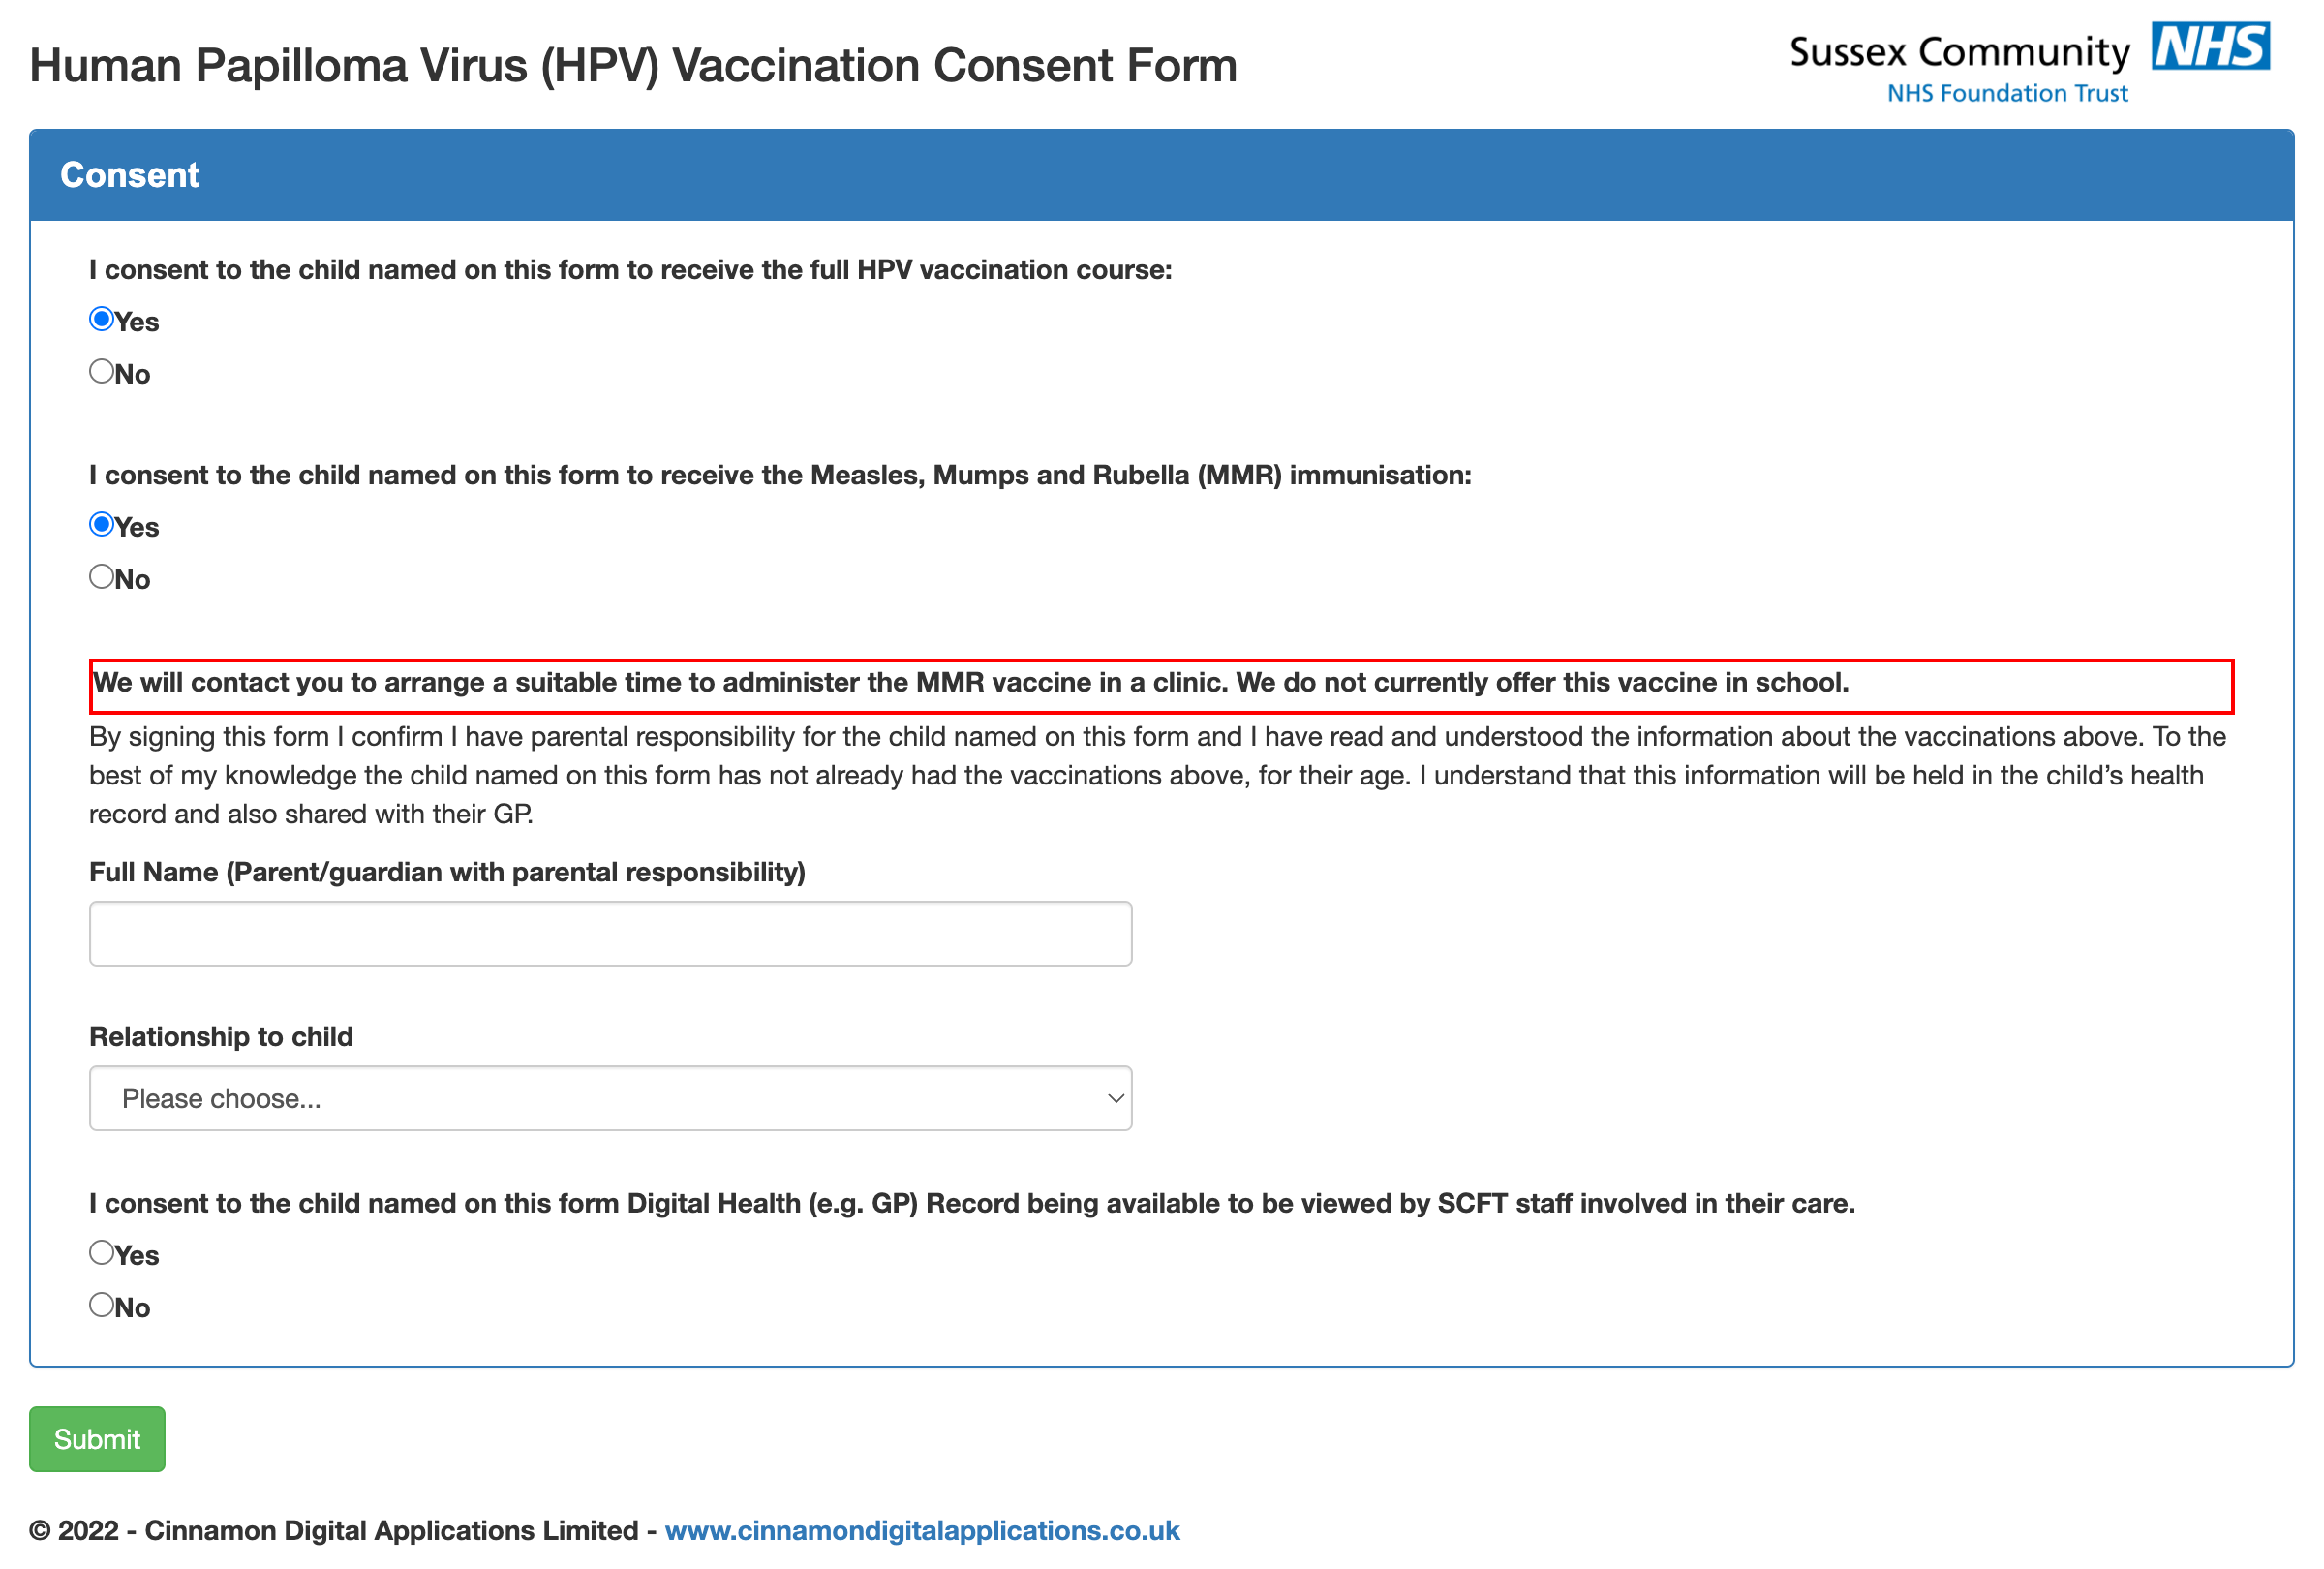 Human Papilloma Virus (HPV) Vaccination Consent Form
Sussex Community NHS
NHS Foundation Trust
Consent
I consent to the child named on this form to receive the full HPV vaccination course:
Yes
No
I consent to the child named on this form to receive the Measles, Mumps and Rubella (MMR) immunisation:
Yes
No
We will contact you to arrange a suitable time to administer the MMR vaccine in a clinic. We do not currently offer this vaccine in school.
By signing this form I confirm I have parental responsibility for the child named on this form and I have read and understood the information about the vaccinations above. To the
best of my knowledge the child named on this form has not already had the vaccinations above, for their age. I understand that this information will be held in the child’s health
record and also shared with their GP.
Full Name (Parent/guardian with parental responsibility)
Relationship to child
Please choose...
I consent to the child named on this form Digital Health (e.g. GP) Record being available to be viewed by SCFT staff involved in their care.
Yes
No
Submit
© 2022 - Cinnamon Digital Applications Limited - www.cinnamondigitalapplications.co.uk